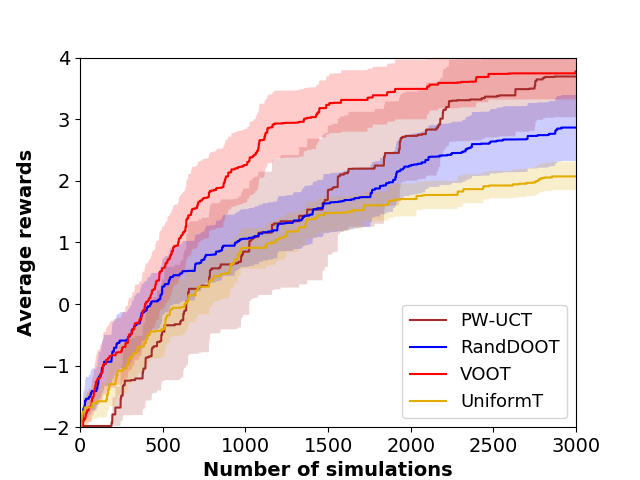 4
3
2
1
0
−1
−2
0 500 1000 1500 2000 2500 3000
Average rewards
Number of simulations
PW-UCT
RandDOOT
VOOT
UniformT